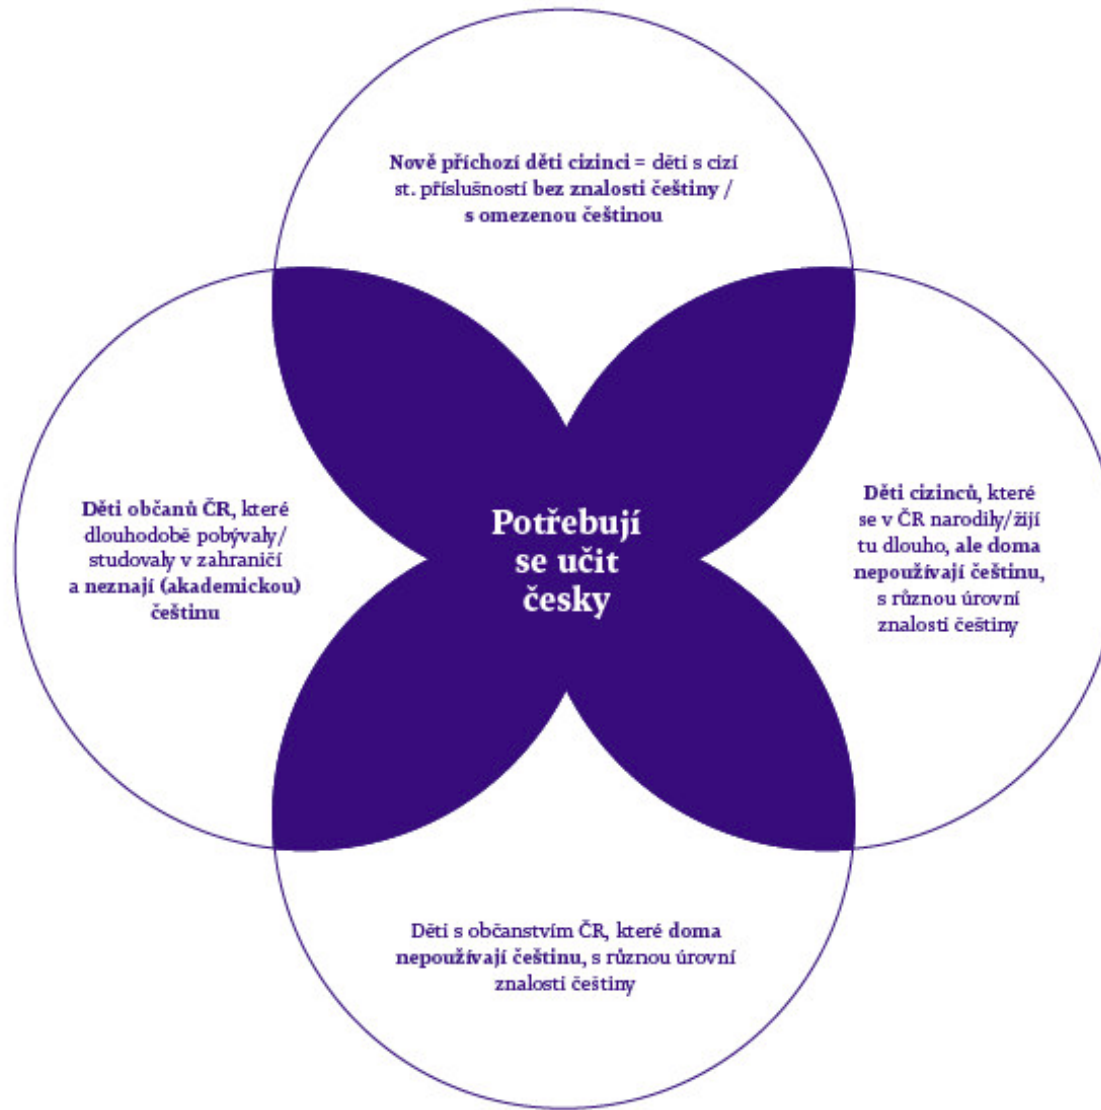 Nově příchozí děti cizinci = děti s cizí
st. příslušností bez znalosti češtiny /
s omezenou češtinou
Děti občanů ČR, které
dlouhodobě pobývaly/
studovaly v zahraničí
a neznají (akademickou)
češtinu
Potřebují
se učit
česky
Děti cizinců, které
se v ČR narodily/žijí
tu dlouho, ale doma
nepoužívají češtinu,
s různou úrovní
znalosti češtiny
Děti s občanstvím ČR, které doma
nepoužívají češtinu, s různou úrovní
znalosti češtiny